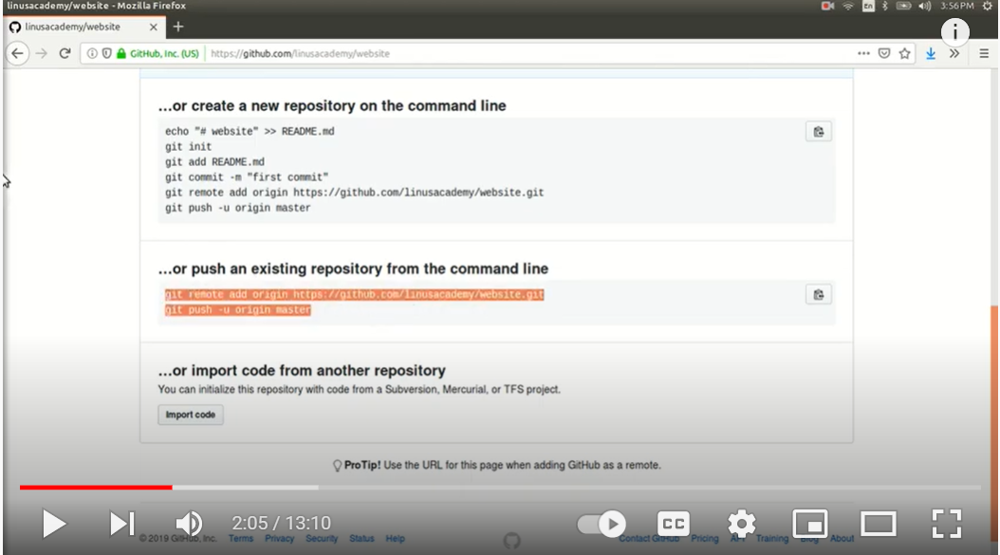 linusacademy/website - Mozilla Firefox
En
3:56 PM
linusacademy/website
GitHub, Inc. (US)
https://github.com/linusacademy/website
…or create a new repository on the command line
echo "# website" >> README.md
git init
git add README.md
git commit -m "first commit"
git remote add origin https://github.com/linusacademy/website.git
git push -u origin master
…or push an existing repository from the command line
git remote add origin https://github.com/linusacademy/website.git
git push -u origin master
…or import code from another repository
You can initialize this repository with code from a Subversion, Mercurial, or TFS project.
Import code
ProTip! Use the URL for this page when adding GitHub as a remote.
2:05 / 13:10
CC
© 2019 GitHub, Inc. Terms Privacy Security Status Help Contact GitHub Pricing API Training Blog About